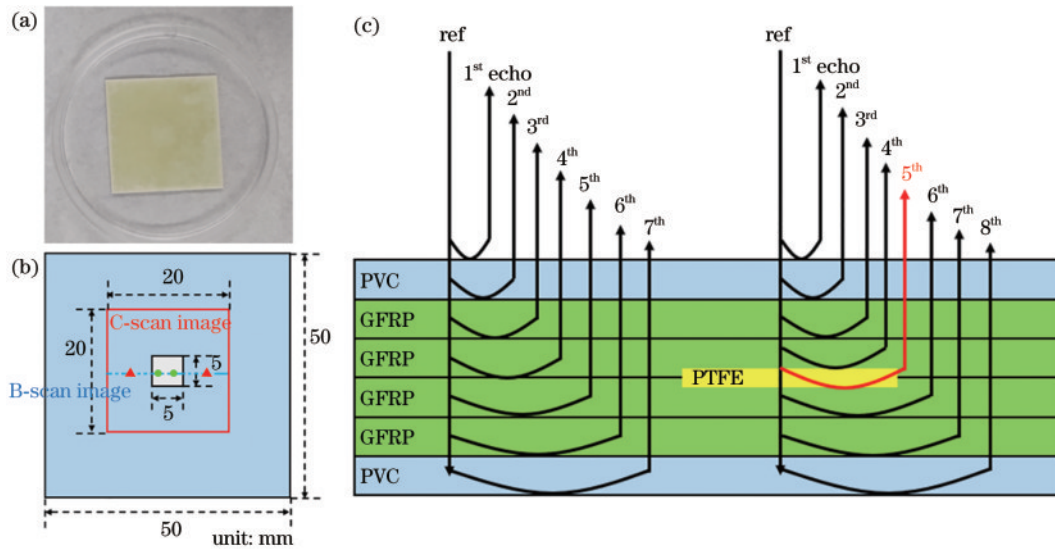 (a)
(b)
20
C-scan image
20
5
B-scan image
5
50
50
unit: mm
(c)
ref
1st echo
2nd
3rd
4th
5th
6th
7th
ref
1st echo
2nd
3rd
4th
5th
6th
7th
8th
PVC
GFRP
GFRP
PTFE
GFRP
GFRP
PVC